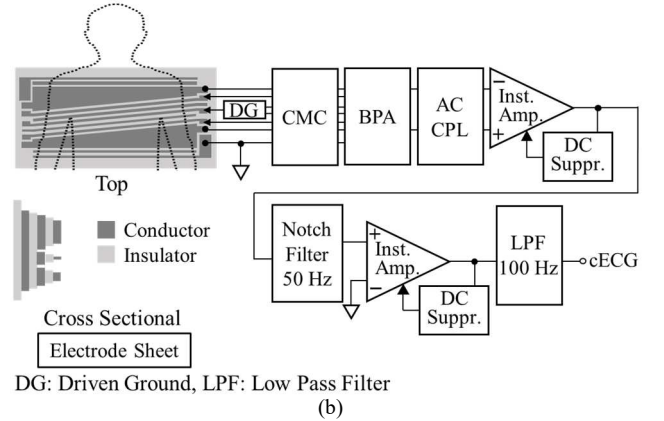 DG
CMC
BPA
AC
CPL
−
Inst.
Amp.
+
DC
Suppr.
Top
Conductor
Insulator
Notch
Filter
50 Hz
+
Inst.
Amp.
−
DC
Suppr.
LPF
100 Hz
cECG
Cross Sectional
Electrode Sheet
DG: Driven Ground, LPF: Low Pass Filter
(b)